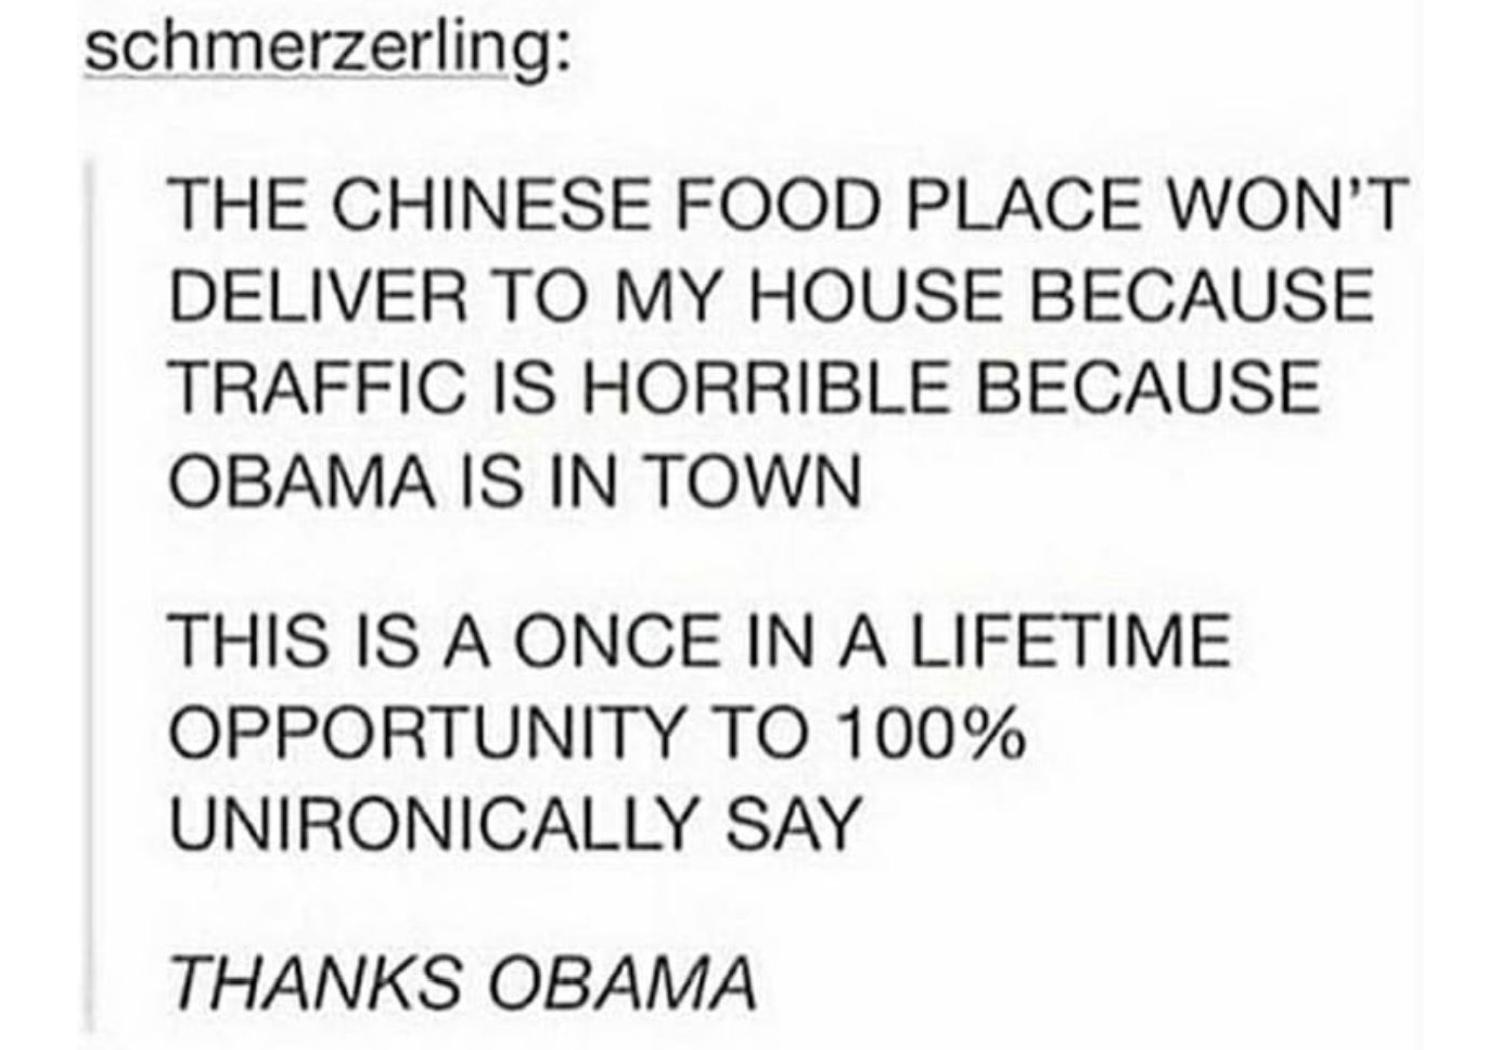 schmerzerling:
THE CHINESE FOOD PLACE WON'T
DELIVER TO MY HOUSE BECAUSE
TRAFFIC IS HORRIBLE BECAUSE
OBAMA IS IN TOWN
THIS IS A ONCE IN A LIFETIME
OPPORTUNITY TO 100%
UNIRONICALLY SAY
THANKS OBAMA